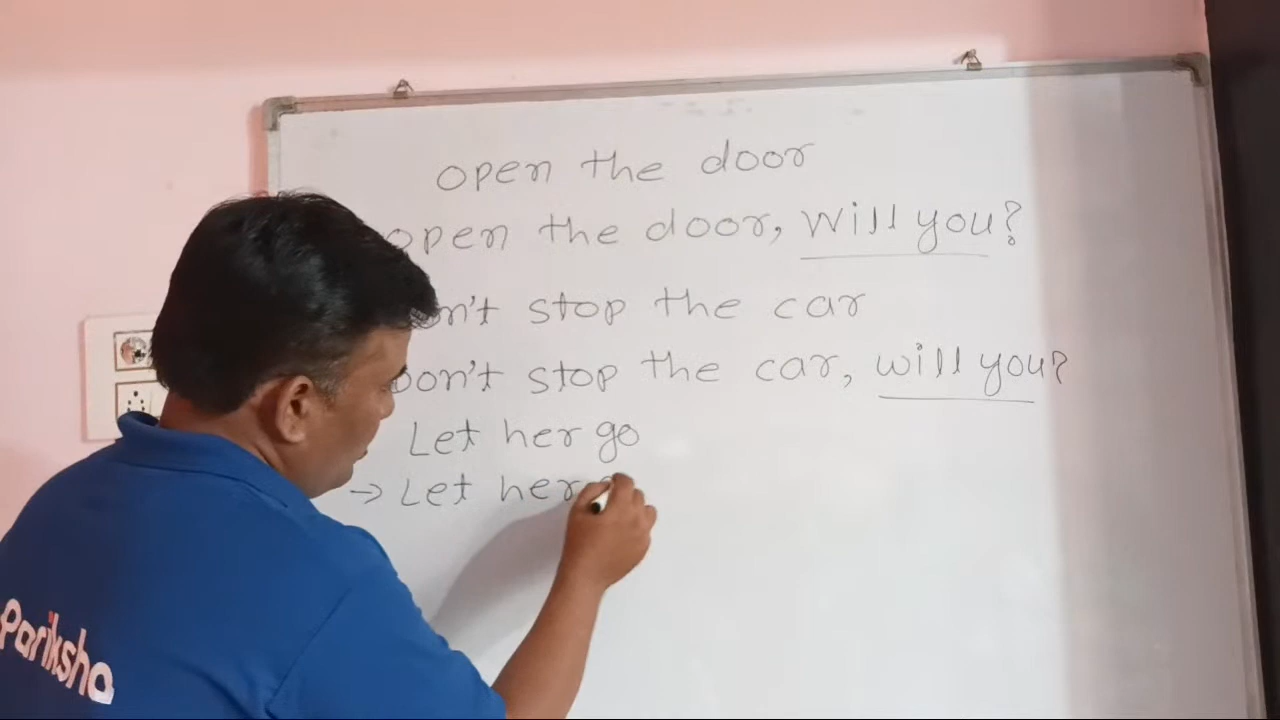 open the door
open the door, will you?
Don't stop the car
Don't stop the car, will you?
Let her go
→ Let her
Pariksha